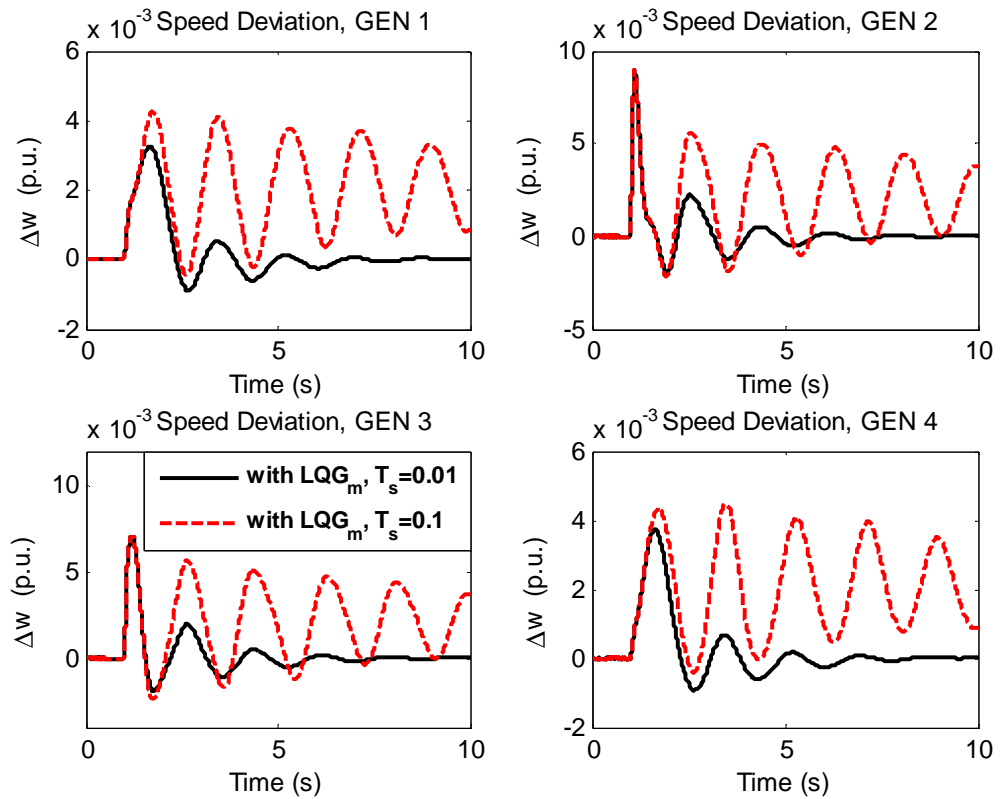 x 10^-3 Speed Deviation, GEN 1
6
4
2
0
-2
Δw (p.u.)
0 5 10
Time (s)
x 10^-3 Speed Deviation, GEN 2
10
5
0
-5
Δw (p.u.)
0 5 10
Time (s)
x 10^-3 Speed Deviation, GEN 3
10
5
0
Δw (p.u.)
with LQG_m, T_s=0.01
with LQG_m, T_s=0.1
0 5 10
Time (s)
x 10^-3 Speed Deviation, GEN 4
6
4
2
0
-2
Δw (p.u.)
0 5 10
Time (s)